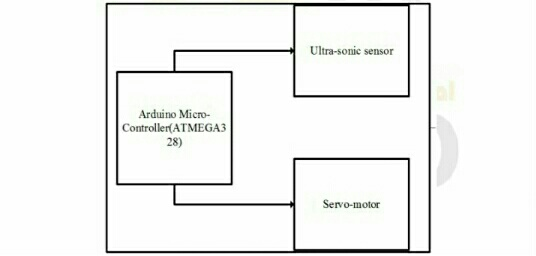 Ultra-sonic sensor
Arduino Micro-
Controller(ATMEGA3
28)
Servo-motor